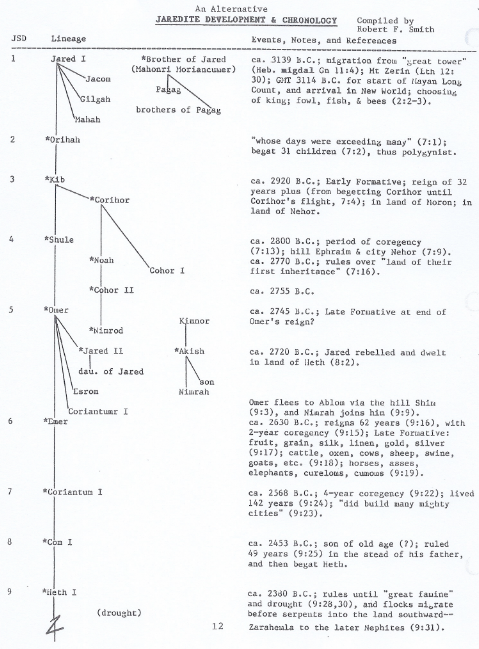 An Alternative
JAREDITE DEVELOPMENT & CHRONOLOGY
Compiled by
Robert F. Smith
JSD Lineage Events, Notes, and References
1 Jared I *Brother of Jared
(Mahonri Moriancumer)
Jacom
Gilgah
Mahah
Pagag
brothers of Pagag
ca. 3139 B.C.; migration from "great tower"
(Heb. migdal Gn 11:4); Mt Zerin (Eth 12:
30); GMT 3114 B.C. for start of Mayan Long
Count, and arrival in New World; choosing
of king; fowl, fish, & bees (2:2-3).
2 *Orihah
"whose days were exceeding many" (7:1);
begat 31 children (7:2), thus polygynist.
3 *Kib
*Corihor
ca. 2920 B.C.; Early Formative; reign of 32
years plus (from begetting Corihor until
Corihor's flight, 7:4); in land of Moron; in
land of Nehor.
4 *Shule
*Noah
Cohor I
*Cohor II
ca. 2800 B.C.; period of coregency
(7:13); hill Ephraim & city Nehor (7:9).
ca. 2770 B.C.; rules over "land of their
first inheritance" (7:16).
ca. 2755 B.C.
5 *Omer
*Nimrod
Kimnor
*Jared II
*Akish
dau. of Jared
son
Esrom
Nimrah
Coriantumr I
ca. 2745 B.C.; Late Formative at end of
Omer's reign?
ca. 2720 B.C.; Jared rebelled and dwelt
in land of Heth (8:2).
Omer flees to Ablom via the hill Shim
(9:3), and Nimrah joins him (9:9).
6 *Emer
ca. 2630 B.C.; reigns 62 years (9:16), with
2-year coregency (9:15); Late Formative:
fruit, grain, silk, linen, gold, silver
(9:17); cattle, oxen, cows, sheep, swine,
goats, etc. (9:18); horses, asses,
elephants, cureloms, cumoms (9:19).
7 *Coriantum I
ca. 2568 B.C.; 4-year coregency (9:22); lived
142 years (9:24); "did build many mighty
cities" (9:23).
8 *Com I
ca. 2453 B.C.; son of old age (?); ruled
49 years (9:25) in the stead of his father,
and then begat Heth.
9 *Heth I
(drought)
ca. 2380 B.C.; rules until "great famine"
and drought (9:28,30), and flocks migrate
before serpents into the land southward--
Zarahemla to the later Nephites (9:31).
12